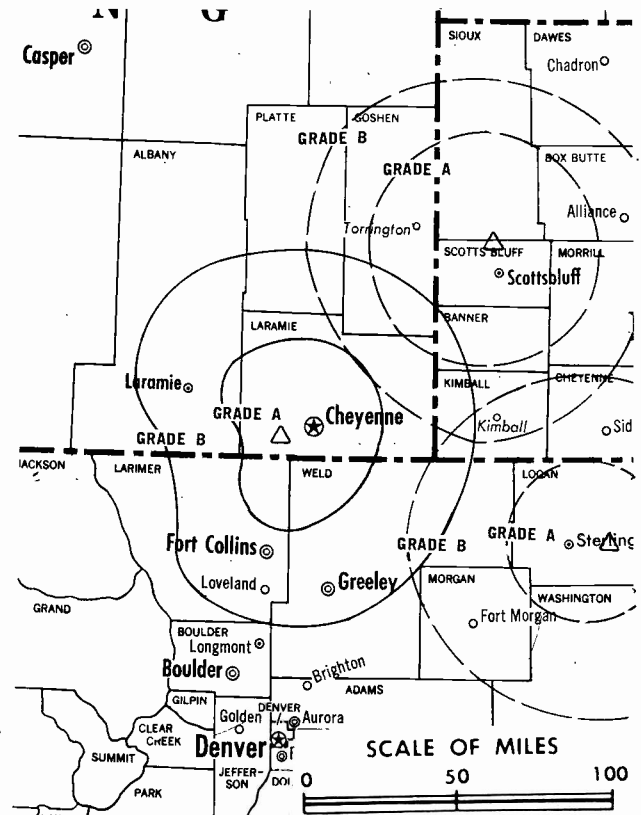 N G
Casper
SIOUX
DAWES
Chadron
PLATTE
GOSHEN
GRADE B
GRADE A
ALBANY
BOX BUTTE
Alliance
Torrington
SCOTTS BLUFF
MORRILL
Scottsbluff
BANNER
LARAMIE
KIMBALL
CHEYENNE
Laramie
GRADE A
Cheyenne
Kimball
Sid
GRADE B
JACKSON
LARIMER
WELD
LOGAN
Fort Collins
GRADE B
GRADE A
Sterling
Loveland
Greeley
MORGAN
WASHINGTON
GRAND
Fort Morgan
BOULDER
Longmont
Boulder
Brighton
ADAMS
GILPIN
DENVER
Golden
Aurora
CLEAR
CREEK
Denver
SUMMIT
JEFFER-
SON
DOU
PARK
SCALE OF MILES
0 50 100